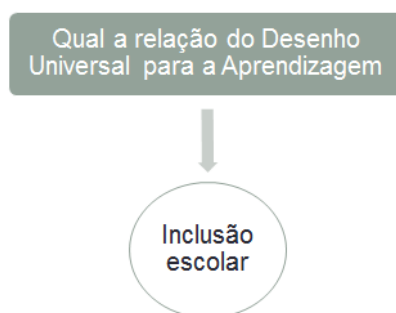 Qual a relação do Desenho
Universal para a Aprendizagem
Inclusão
escolar